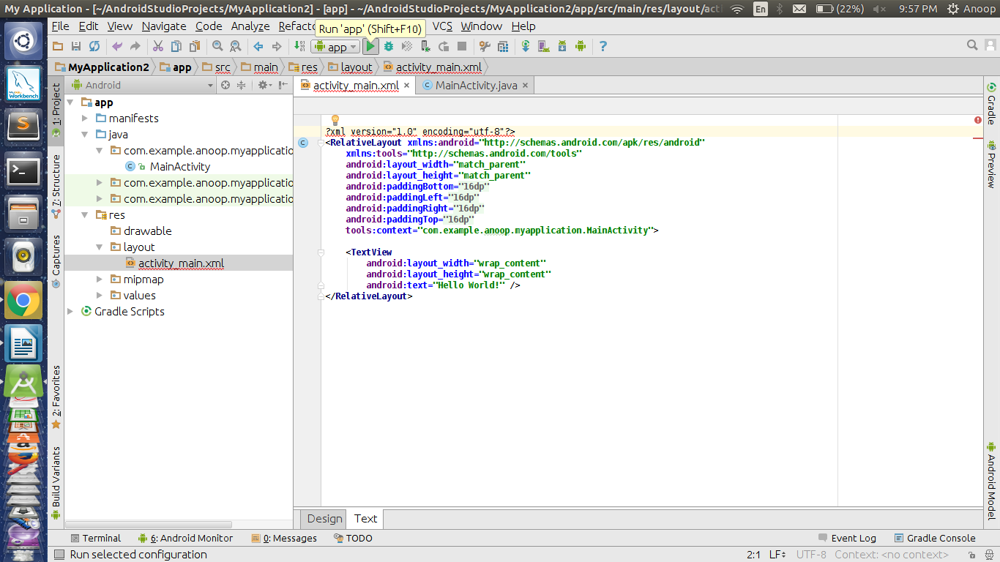 My Application - [~/AndroidStudioProjects/MyApplication2] - [app] - ~/AndroidStudioProjects/MyApplication2/app/src/main/res/layout/acti
En
(22%)
9:57 PM
Anoop
File Edit View Navigate Code Analyze Refacto VCS Window Help
Run 'app' (Shift+F10)
app
MyApplication2 app src main res layout activity_main.xml
Android
activity_main.xml
MainActivity.java
1: Project
7: Structure
Captures
2: Favorites
Build Variants
app
manifests
java
com.example.anoop.myapplicatio
MainActivity
com.example.anoop.myapplicatio
com.example.anoop.myapplicatio
res
drawable
layout
activity_main.xml
mipmap
values
Gradle Scripts
?xml version="1.0" encoding="utf-8"?>
<RelativeLayout xmlns:android="http://schemas.android.com/apk/res/android"
xmlns:tools="http://schemas.android.com/tools"
android:layout_width="match_parent"
android:layout_height="match_parent"
android:paddingBottom="16dp"
android:paddingLeft="16dp"
android:paddingRight="16dp"
android:paddingTop="16dp"
tools:context="com.example.anoop.myapplication.MainActivity">
<TextView
android:layout_width="wrap_content"
android:layout_height="wrap_content"
android:text="Hello World!" />
</RelativeLayout>
Gradle
Preview
Android Model
Design Text
Terminal 6: Android Monitor 0: Messages TODO Event Log Gradle Console
Run selected configuration 2:1 LF UTF-8 Context: <no context>
MySQL
Workbench